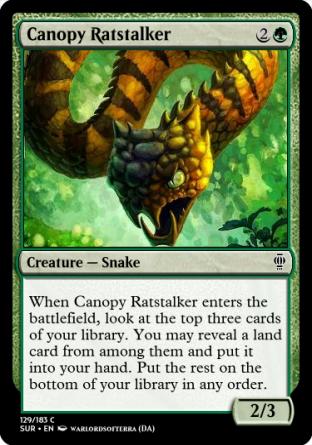 Canopy Ratstalker 2
Creature — Snake
When Canopy Ratstalker enters the
battlefield, look at the top three cards
of your library. You may reveal a land
card from among them and put it
into your hand. Put the rest on the
bottom of your library in any order.
2/3
129/183 C
SUR • EN WARLORDSOFTERRA (DA)